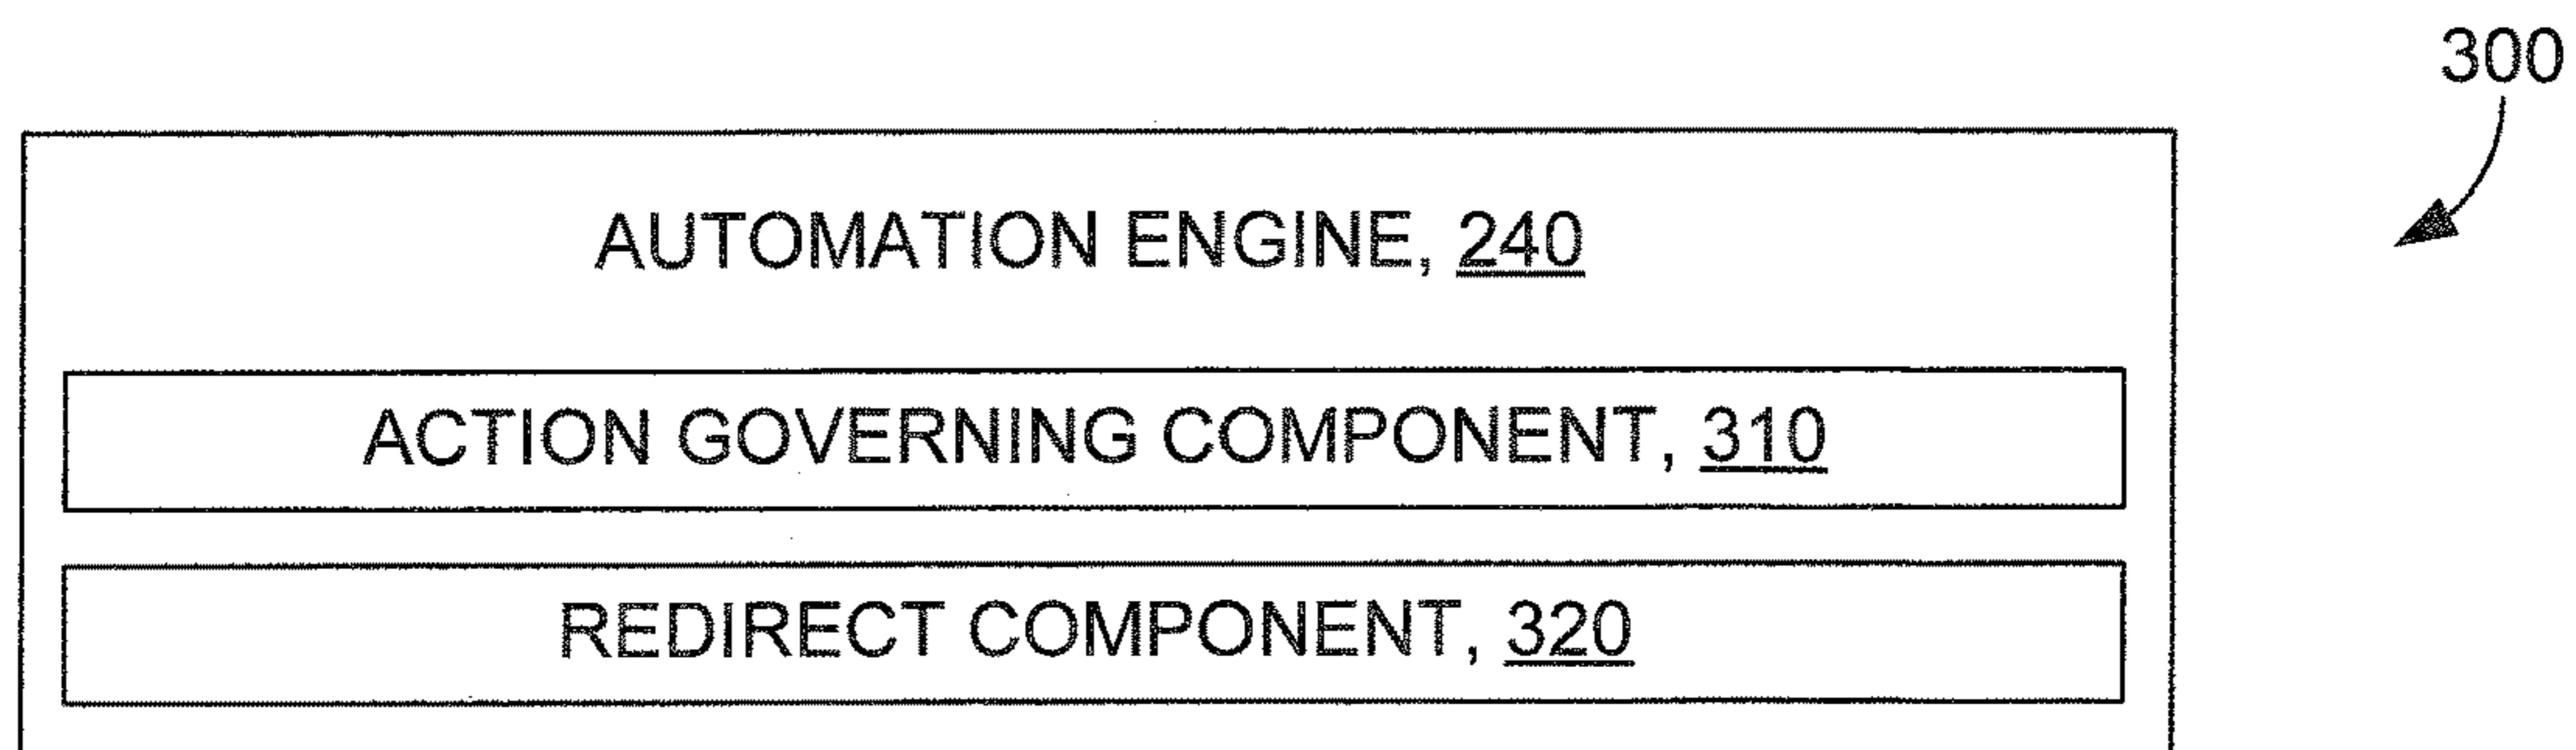 300
AUTOMATION ENGINE, 240
ACTION GOVERNING COMPONENT, 310
REDIRECT COMPONENT, 320